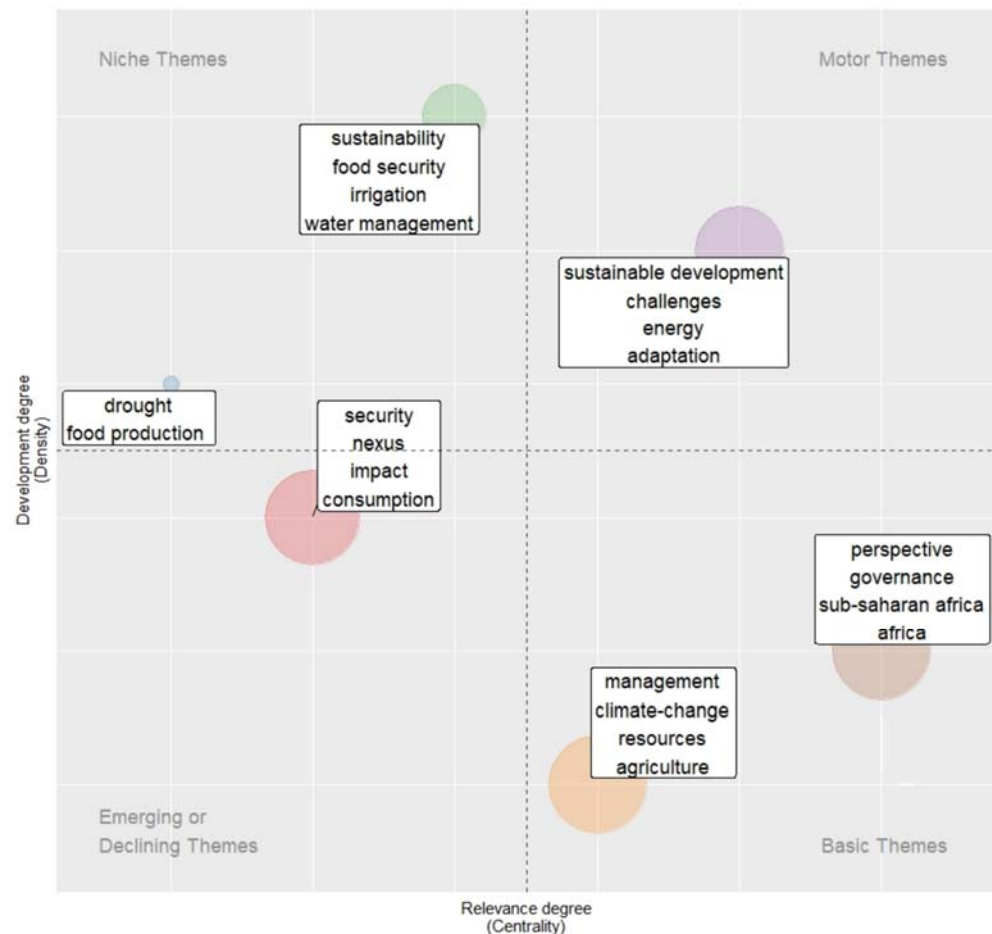 Niche Themes
Motor Themes
sustainability
food security
irrigation
water management
sustainable development
challenges
energy
adaptation
drought
food production
security
nexus
impact
consumption
perspective
governance
sub-saharan africa
africa
management
climate-change
resources
agriculture
Emerging or
Declining Themes
Basic Themes
Development degree
(Density)
Relevance degree
(Centrality)